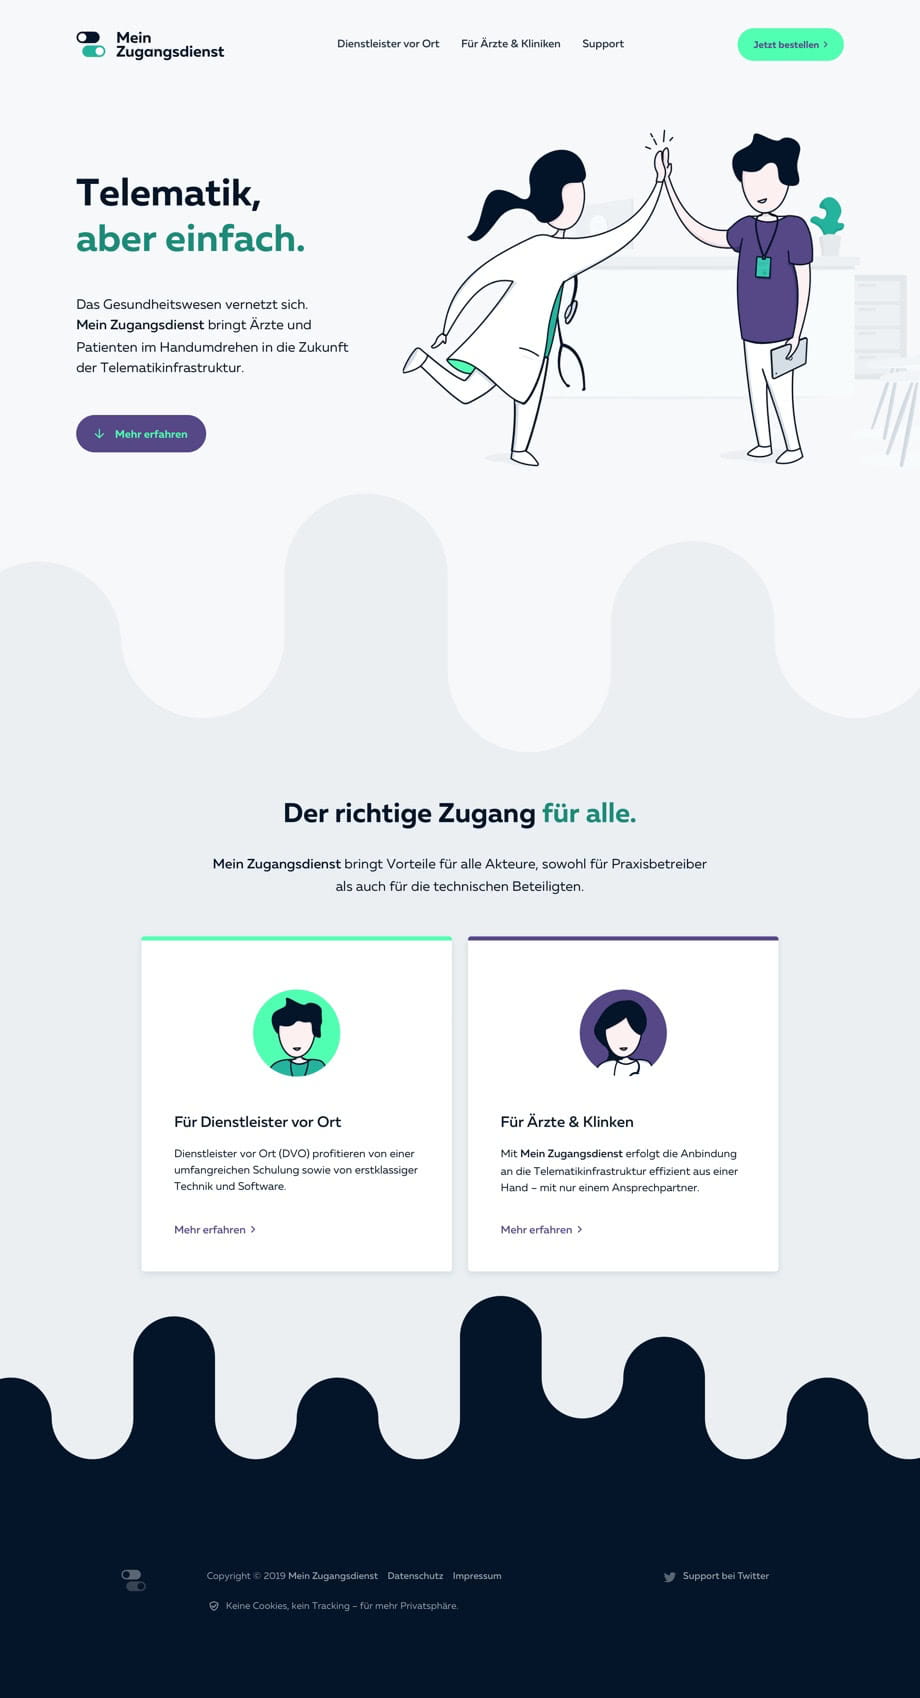 Mein
Zugangsdienst
Dienstleister vor Ort
Für Ärzte & Kliniken
Support
Jetzt bestellen
Telematik,
aber einfach.
Das Gesundheitswesen vernetzt sich.
Mein Zugangsdienst bringt Ärzte und
Patienten im Handumdrehen in die Zukunft
der Telematikinfrastruktur.
Mehr erfahren
Der richtige Zugang für alle.
Mein Zugangsdienst bringt Vorteile für alle Akteure, sowohl für Praxisbetreiber
als auch für die technischen Beteiligten.
Für Dienstleister vor Ort
Dienstleister vor Ort (DVO) profitieren von einer
umfangreichen Schulung sowie von erstklassiger
Technik und Software.
Mehr erfahren
Für Ärzte & Klinken
Mit Mein Zugangsdienst erfolgt die Anbindung
an die Telematikinfrastruktur effizient aus einer
Hand – mit nur einem Ansprechpartner.
Mehr erfahren
Copyright © 2019 Mein Zugangsdienst
Datenschutz
Impressum
Support bei Twitter
Keine Cookies, kein Tracking – für mehr Privatsphäre.